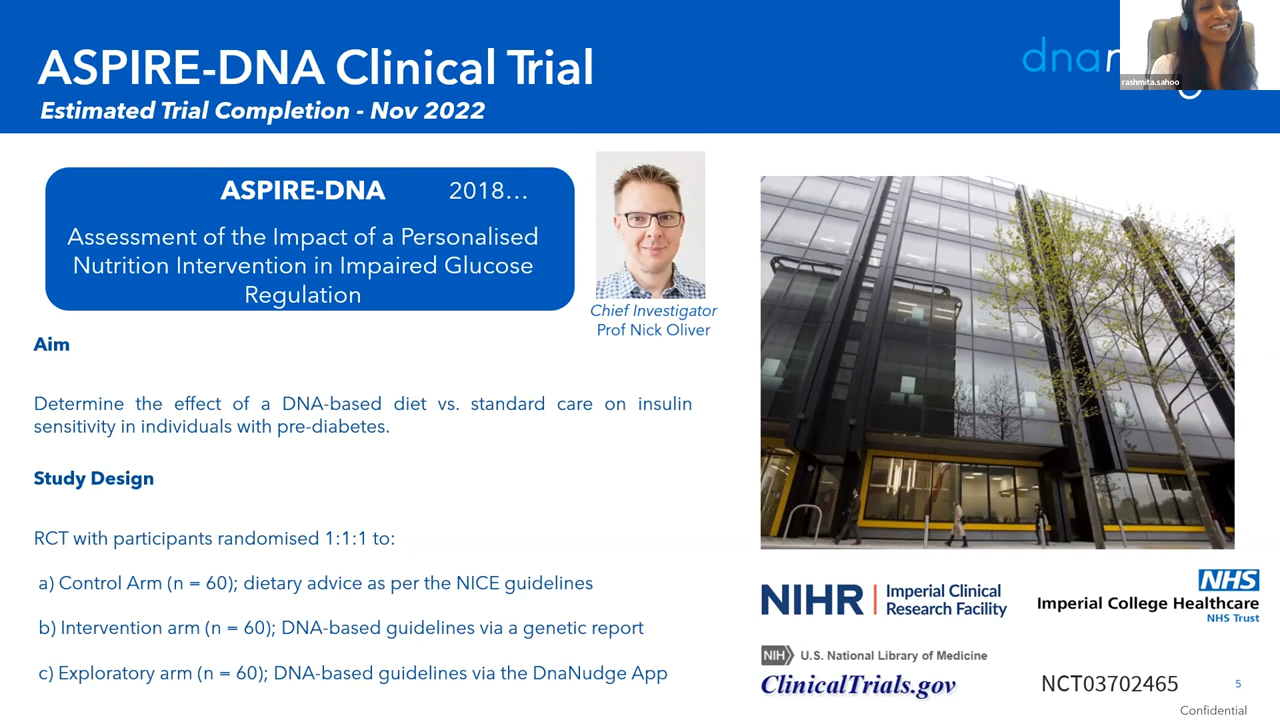 ASPIRE-DNA Clinical Trial
Estimated Trial Completion - Nov 2022
rashmita.sahoo
ASPIRE-DNA 2018...
Assessment of the Impact of a Personalised
Nutrition Intervention in Impaired Glucose
Regulation
Chief Investigator
Prof Nick Oliver
Aim
Determine the effect of a DNA-based diet vs. standard care on insulin
sensitivity in individuals with pre-diabetes.
Study Design
RCT with participants randomised 1:1:1 to:
a) Control Arm (n = 60); dietary advice as per the NICE guidelines
b) Intervention arm (n = 60); DNA-based guidelines via a genetic report
c) Exploratory arm (n = 60); DNA-based guidelines via the DnaNudge App
NIHR | Imperial Clinical
Research Facility
NHS
Imperial College Healthcare
NHS Trust
NIH U.S. National Library of Medicine
ClinicalTrials.gov
NCT03702465
5
Confidential